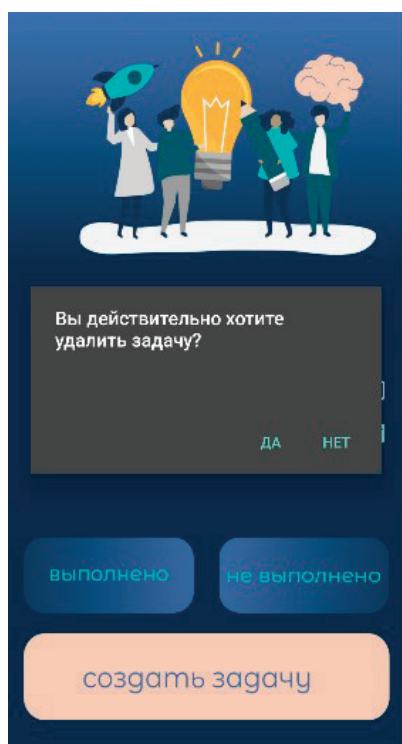 Вы действительно хотите
удалить задачу?
ДА НЕТ
выполнено не выполнено
создать задачу